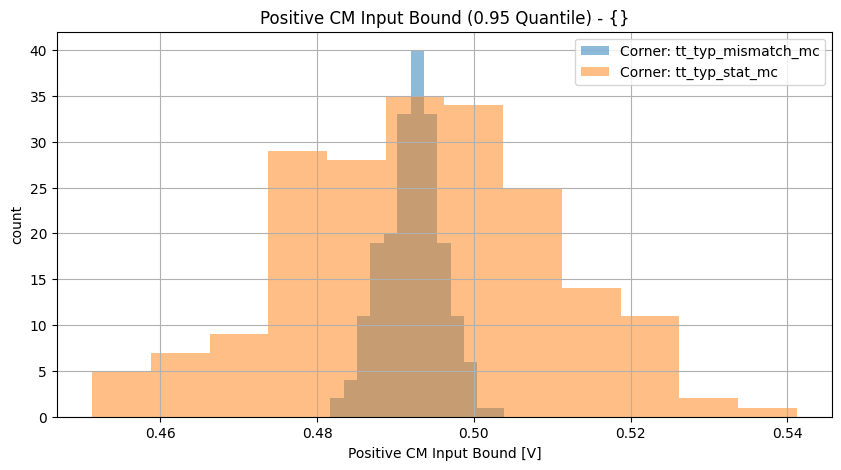 Positive CM Input Bound (0.95 Quantile) - {}
Corner: tt_typ_mismatch_mc
Corner: tt_typ_stat_mc
count
40
35
30
25
20
15
10
5
0
0.46
0.48
0.50
0.52
0.54
Positive CM Input Bound [V]